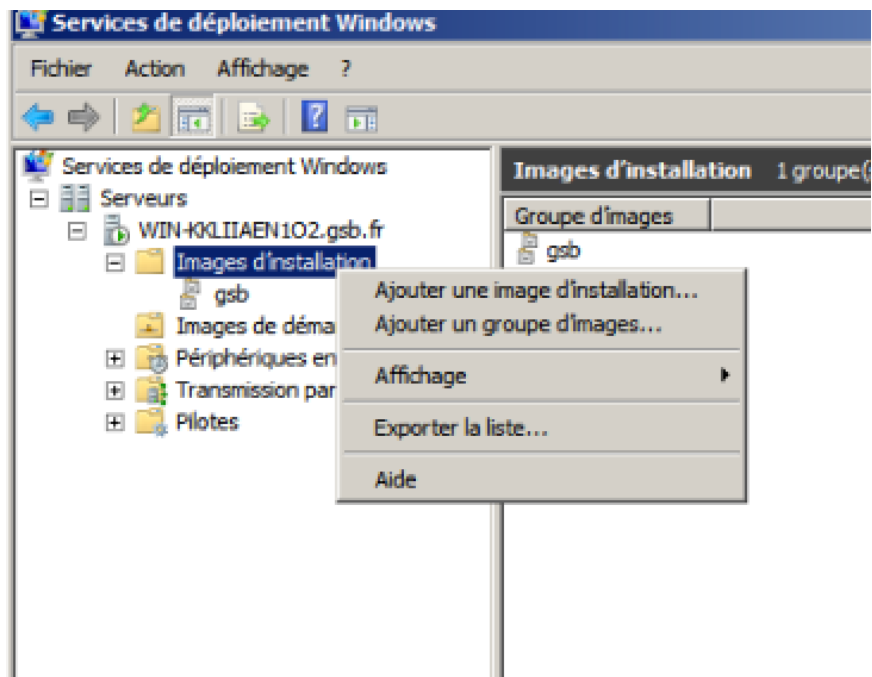 Services de déploiement Windows
Fichier Action Affichage ?
Services de déploiement Windows
Serveurs
WIN-KKLIIAEN1O2.gsb.fr
Images d'installation
gsb
Images de déma
Périphériques en
Transmission par
Pilotes
Images d'installation 1 groupe(
Groupe d'images
gsb
Ajouter une image d'installation...
Ajouter un groupe d'images...
Affichage
Exporter la liste...
Aide